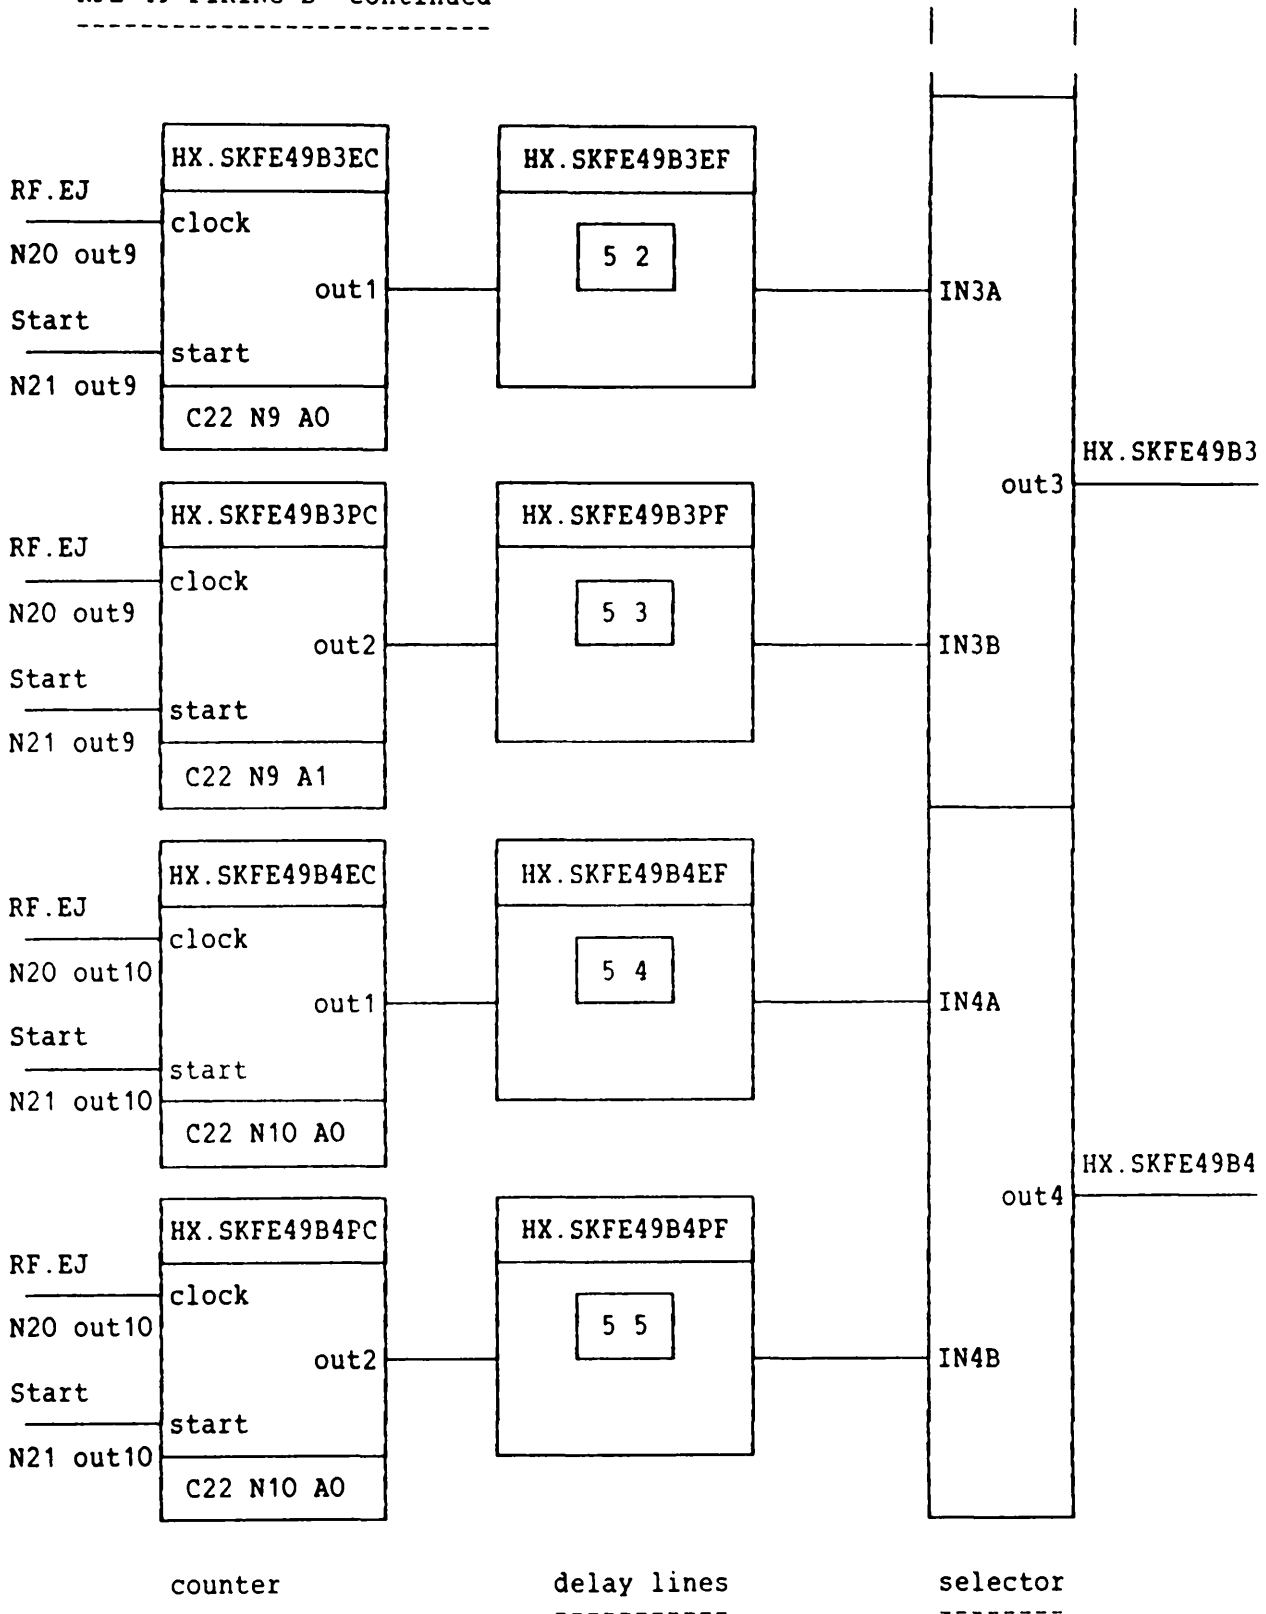 continued
HX.SKFE49B3EC
HX.SKFE49B3EF
RF.EJ
clock
N20 out9
5 2
out1
IN3A
Start
start
N21 out9
C22 N9 A0
HX.SKFE49B3
out3
HX.SKFE49B3PC
HX.SKFE49B3PF
RF.EJ
clock
N20 out9
5 3
out2
IN3B
Start
start
N21 out9
C22 N9 A1
HX.SKFE49B4EC
HX.SKFE49B4EF
RF.EJ
clock
N20 out10
5 4
out1
IN4A
Start
start
N21 out10
C22 N10 A0
HX.SKFE49B4
out4
HX.SKFE49B4PC
HX.SKFE49B4PF
RF.EJ
clock
N20 out10
5 5
out2
IN4B
Start
start
N21 out10
C22 N10 A0
counter
delay lines
selector